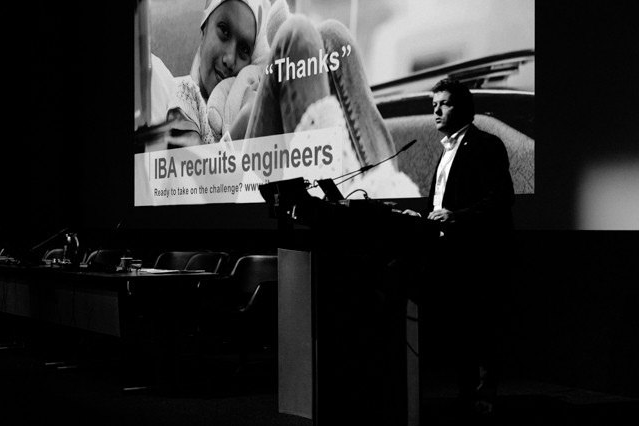 “Thanks”
IBA recruits engineers
Ready to take on the challenge?